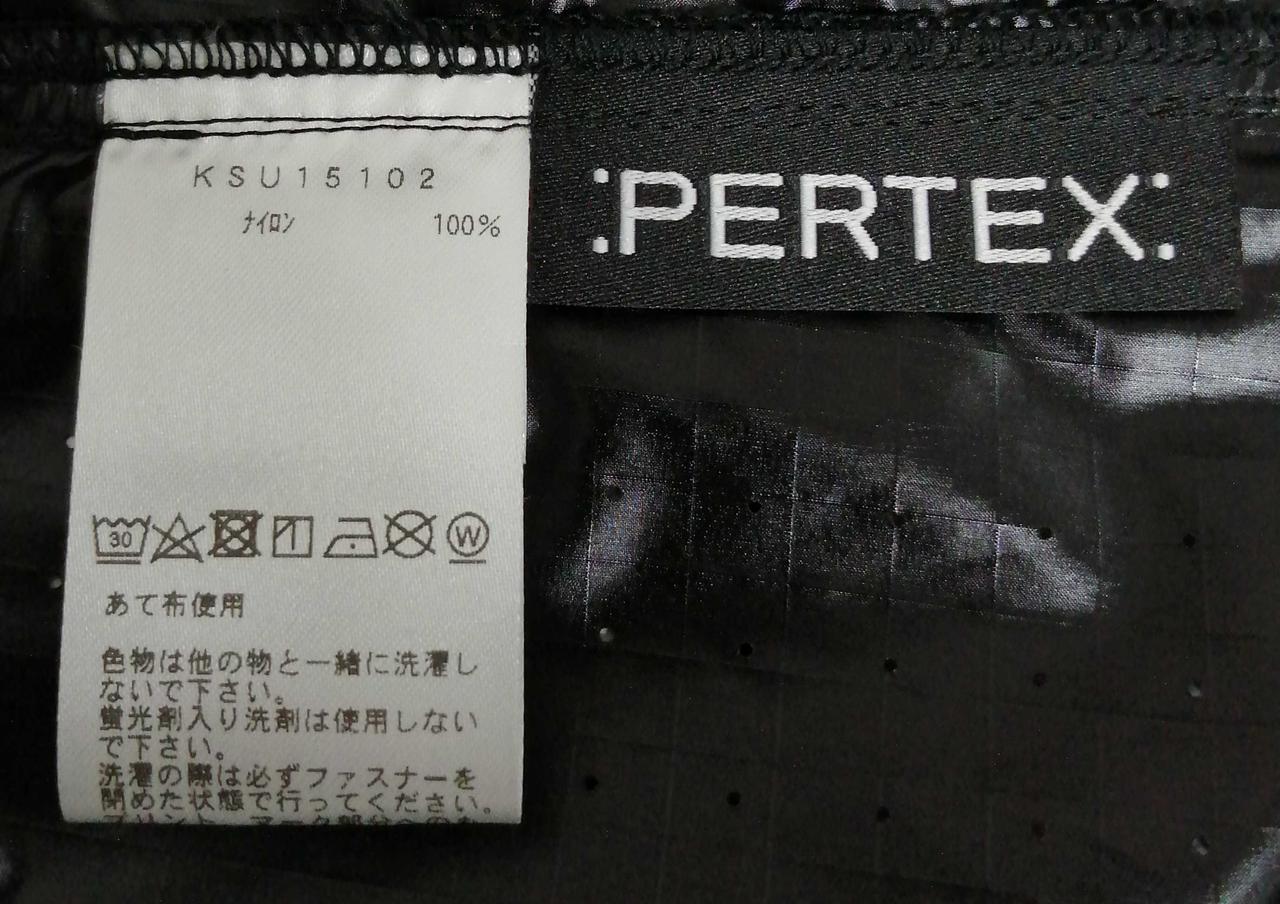 KSU15102
ﾅｲﾛﾝ 100%
:PERTEX:
30
W
あて布使用
色物は他の物と一緒に洗濯し
ないで下さい。
蛍光剤入り洗剤は使用しない
で下さい。
洗濯の際は必ずファスナーを
閉めた状態で行ってください。